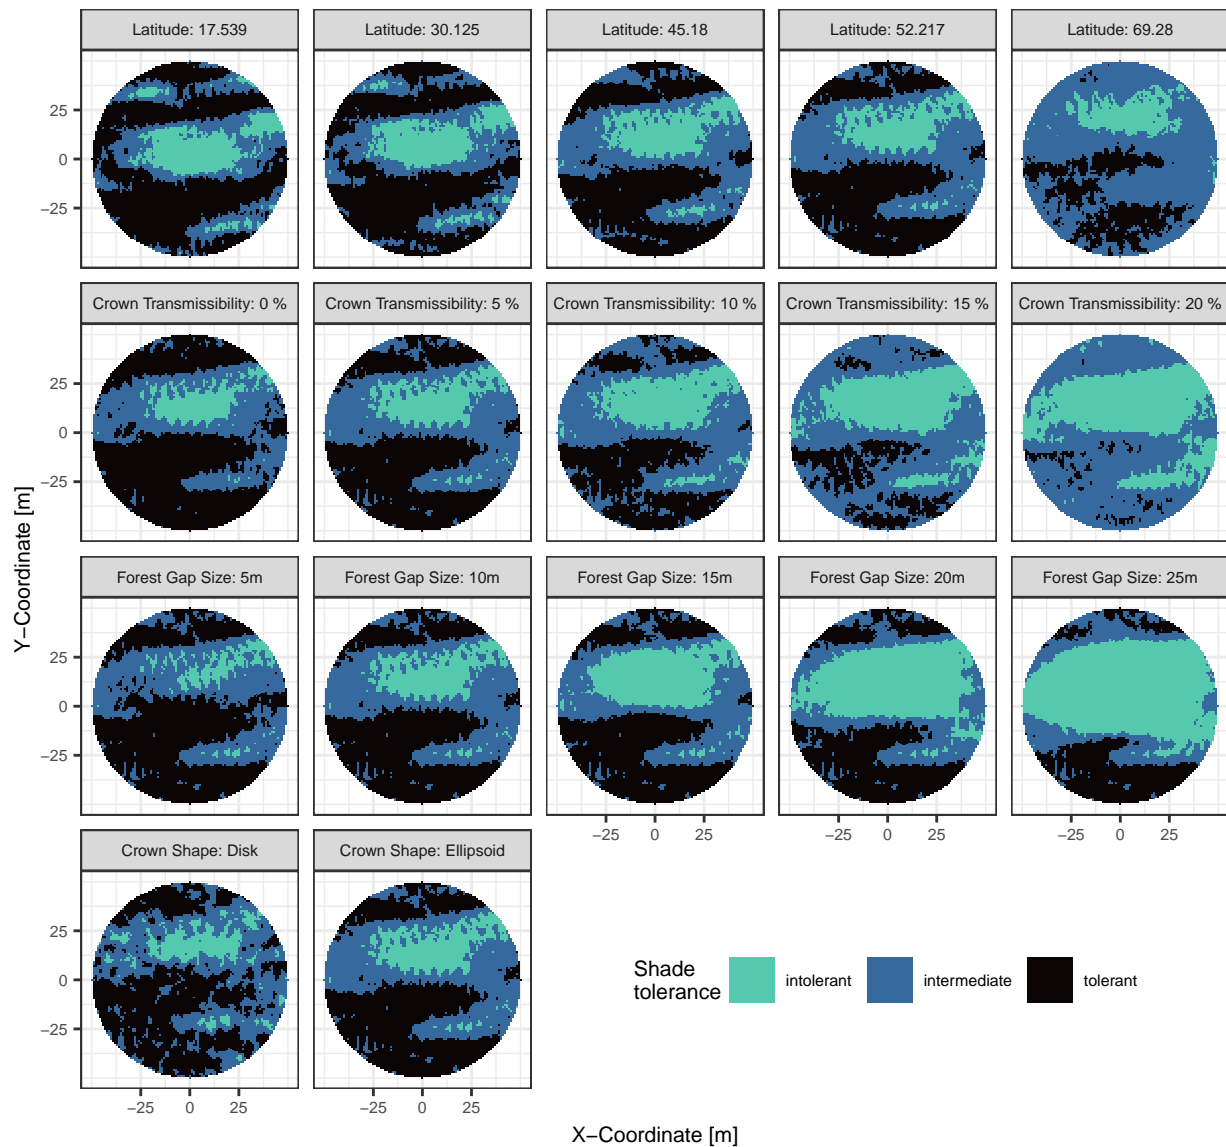 Latitude: 17.539 Latitude: 30.125 Latitude: 45.18 Latitude: 52.217 Latitude: 69.28
25
0
−25
Crown Transmissibility: 0 % Crown Transmissibility: 5 % Crown Transmissibility: 10 % Crown Transmissibility: 15 % Crown Transmissibility: 20 %
25
0
−25
Y−Coordinate [m]
Forest Gap Size: 5m Forest Gap Size: 10m Forest Gap Size: 15m Forest Gap Size: 20m Forest Gap Size: 25m
25
0
−25
−25 0 25 −25 0 25 −25 0 25
Crown Shape: Disk Crown Shape: Ellipsoid
25
0
−25
−25 0 25 −25 0 25
Shade
tolerance
intolerant intermediate tolerant
X−Coordinate [m]